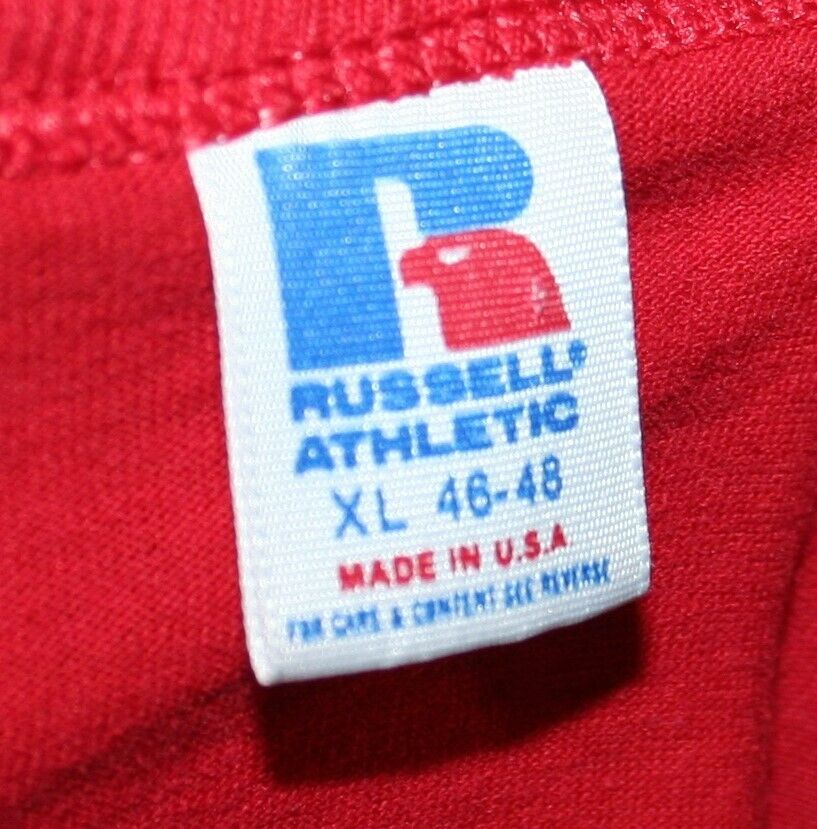 R
RUSSELL®
ATHLETIC
XL 46-48
MADE IN U.S.A
FOR CARE & CONTENT SEE REVERSE